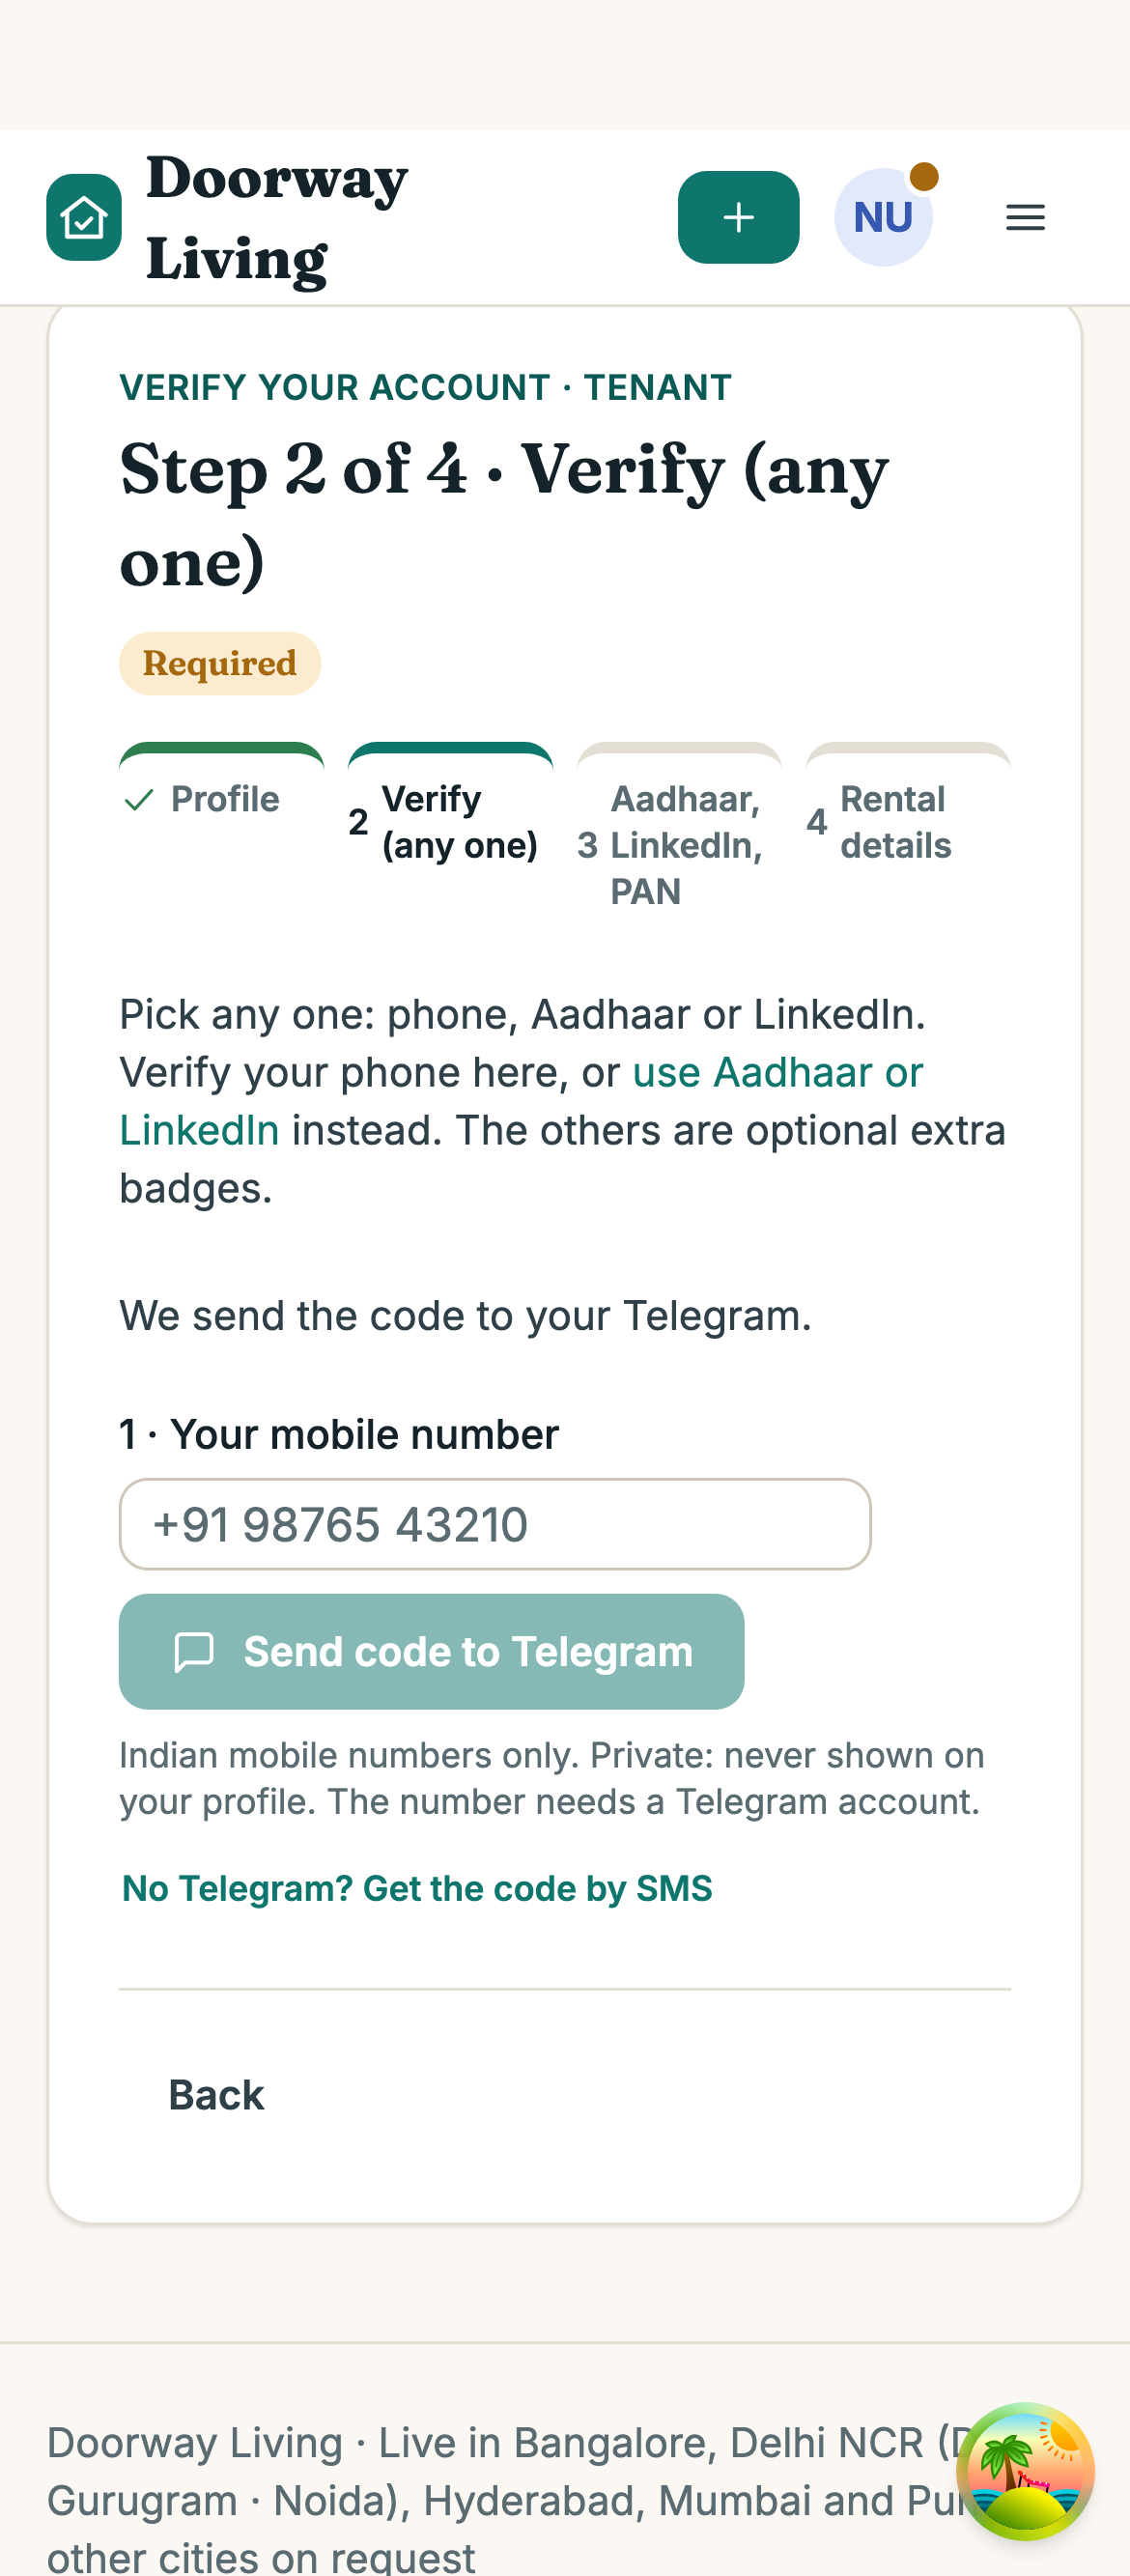 Doorway
Living
NU
VERIFY YOUR ACCOUNT · TENANT
Step 2 of 4 · Verify (any
one)
Required
Profile
2 Verify
(any one)
3 Aadhaar,
LinkedIn,
PAN
4 Rental
details
Pick any one: phone, Aadhaar or LinkedIn.
Verify your phone here, or use Aadhaar or
LinkedIn instead. The others are optional extra
badges.
We send the code to your Telegram.
1 · Your mobile number
+91 98765 43210
Send code to Telegram
Indian mobile numbers only. Private: never shown on
your profile. The number needs a Telegram account.
No Telegram? Get the code by SMS
Back
Doorway Living · Live in Bangalore, Delhi NCR (
Gurugram · Noida), Hyderabad, Mumbai and
other cities on request